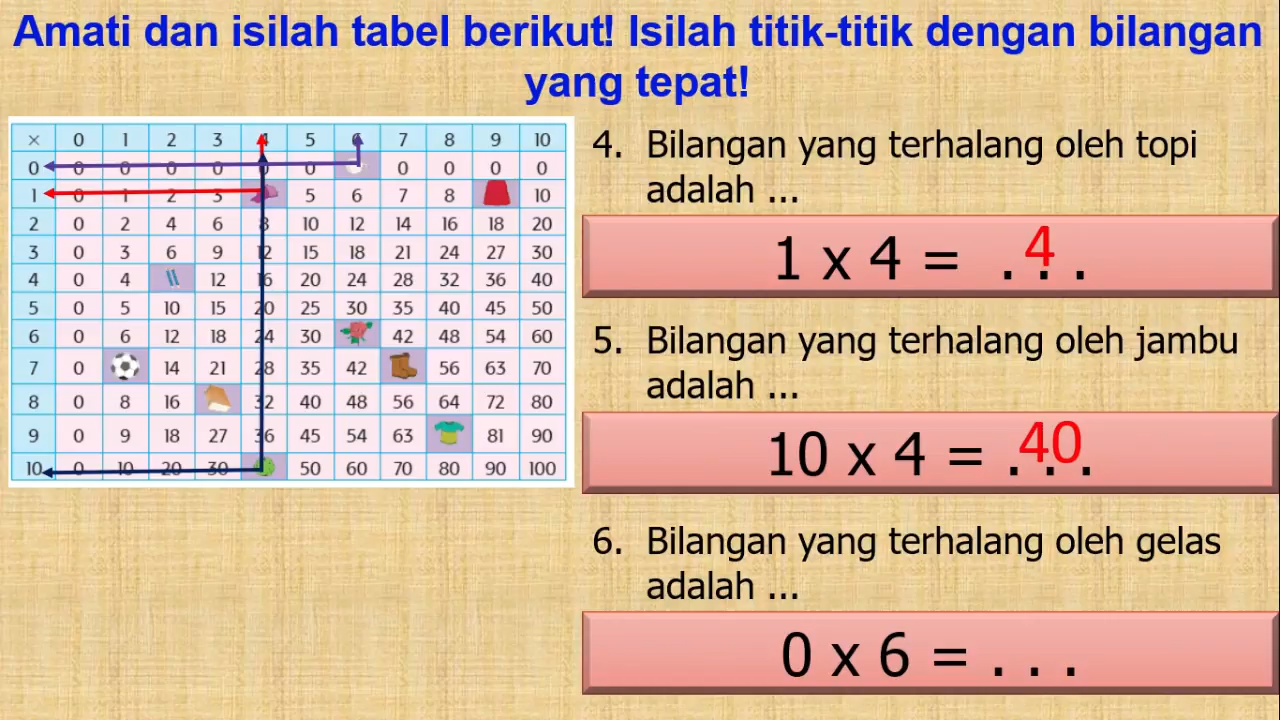 Amati dan isilah tabel berikut! Isilah titik-titik dengan bilangan
yang tepat!
× 0 1 2 3 4 5 6 7 8 9 10
0 0 0 0 0 0 0 0 0 0 0
1 0 1 2 3 5 6 7 8 10
2 0 2 4 6 8 10 12 14 16 18 20
3 0 3 6 9 12 15 18 21 24 27 30
4 0 4 12 16 20 24 28 32 36 40
5 0 5 10 15 20 25 30 35 40 45 50
6 0 6 12 18 24 30 42 48 54 60
7 0 14 21 28 35 42 56 63 70
8 0 8 16 32 40 48 56 64 72 80
9 0 9 18 27 36 45 54 63 81 90
10 0 10 20 30 50 60 70 80 90 100
4. Bilangan yang terhalang oleh topi
adalah ...
1 x 4 = . . . 4
5. Bilangan yang terhalang oleh jambu
adalah ...
10 x 4 = . . . 40
6. Bilangan yang terhalang oleh gelas
adalah ...
0 x 6 = . . .